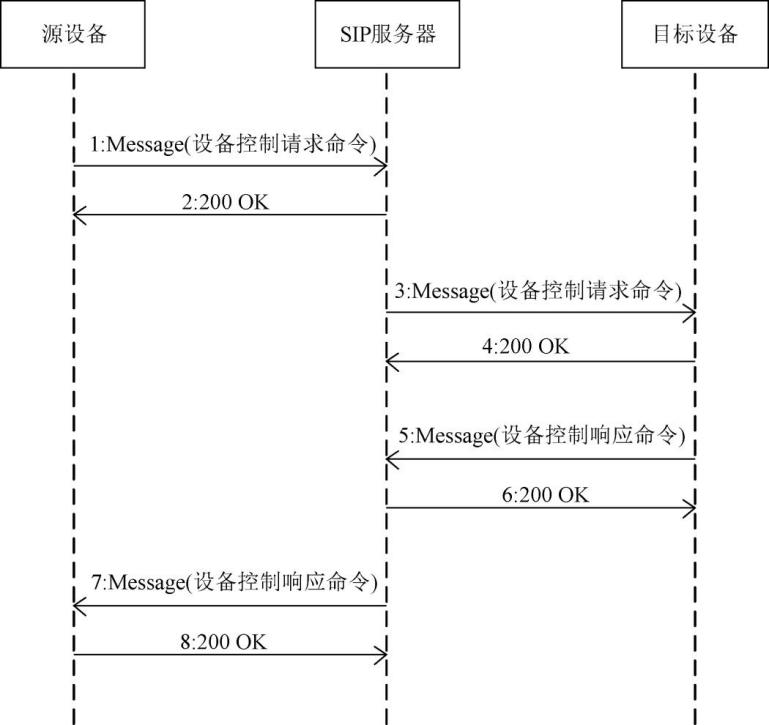 源设备
SIP服务器
目标设备
1:Message(设备控制请求命令)
2:200 OK
3:Message(设备控制请求命令)
4:200 OK
5:Message(设备控制响应命令)
6:200 OK
7:Message(设备控制响应命令)
8:200 OK